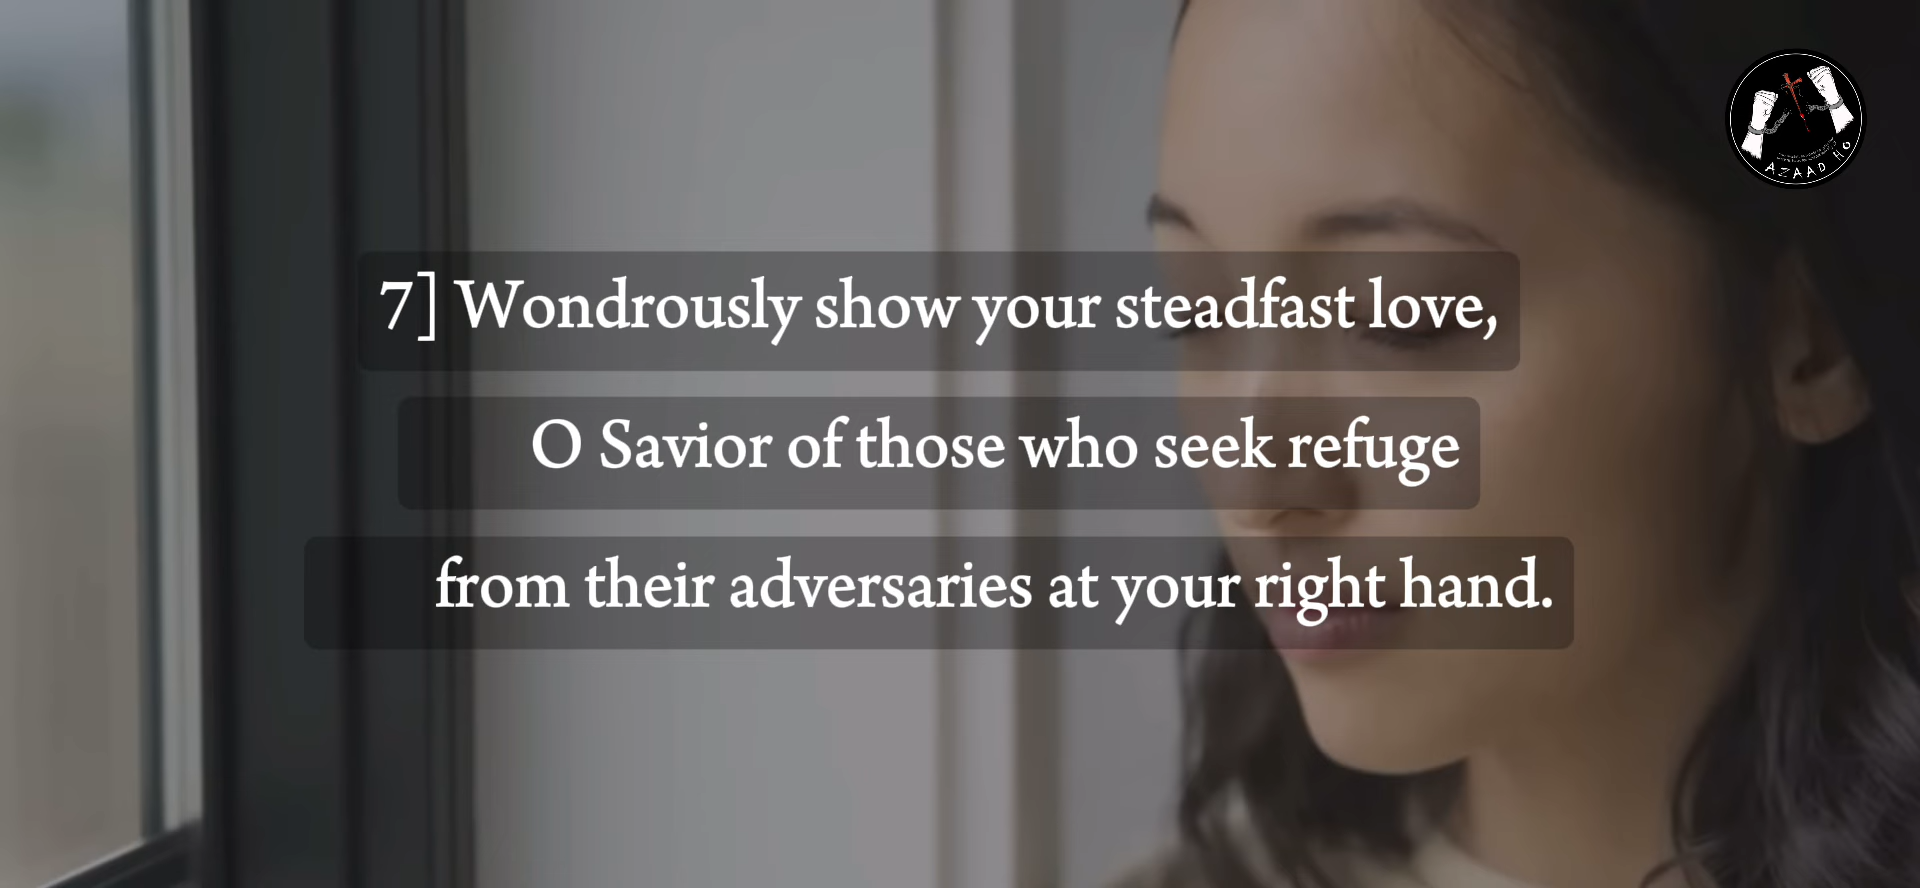 7] Wondrously show your steadfast love,
O Savior of those who seek refuge
from their adversaries at your right hand.
AZAAD HO